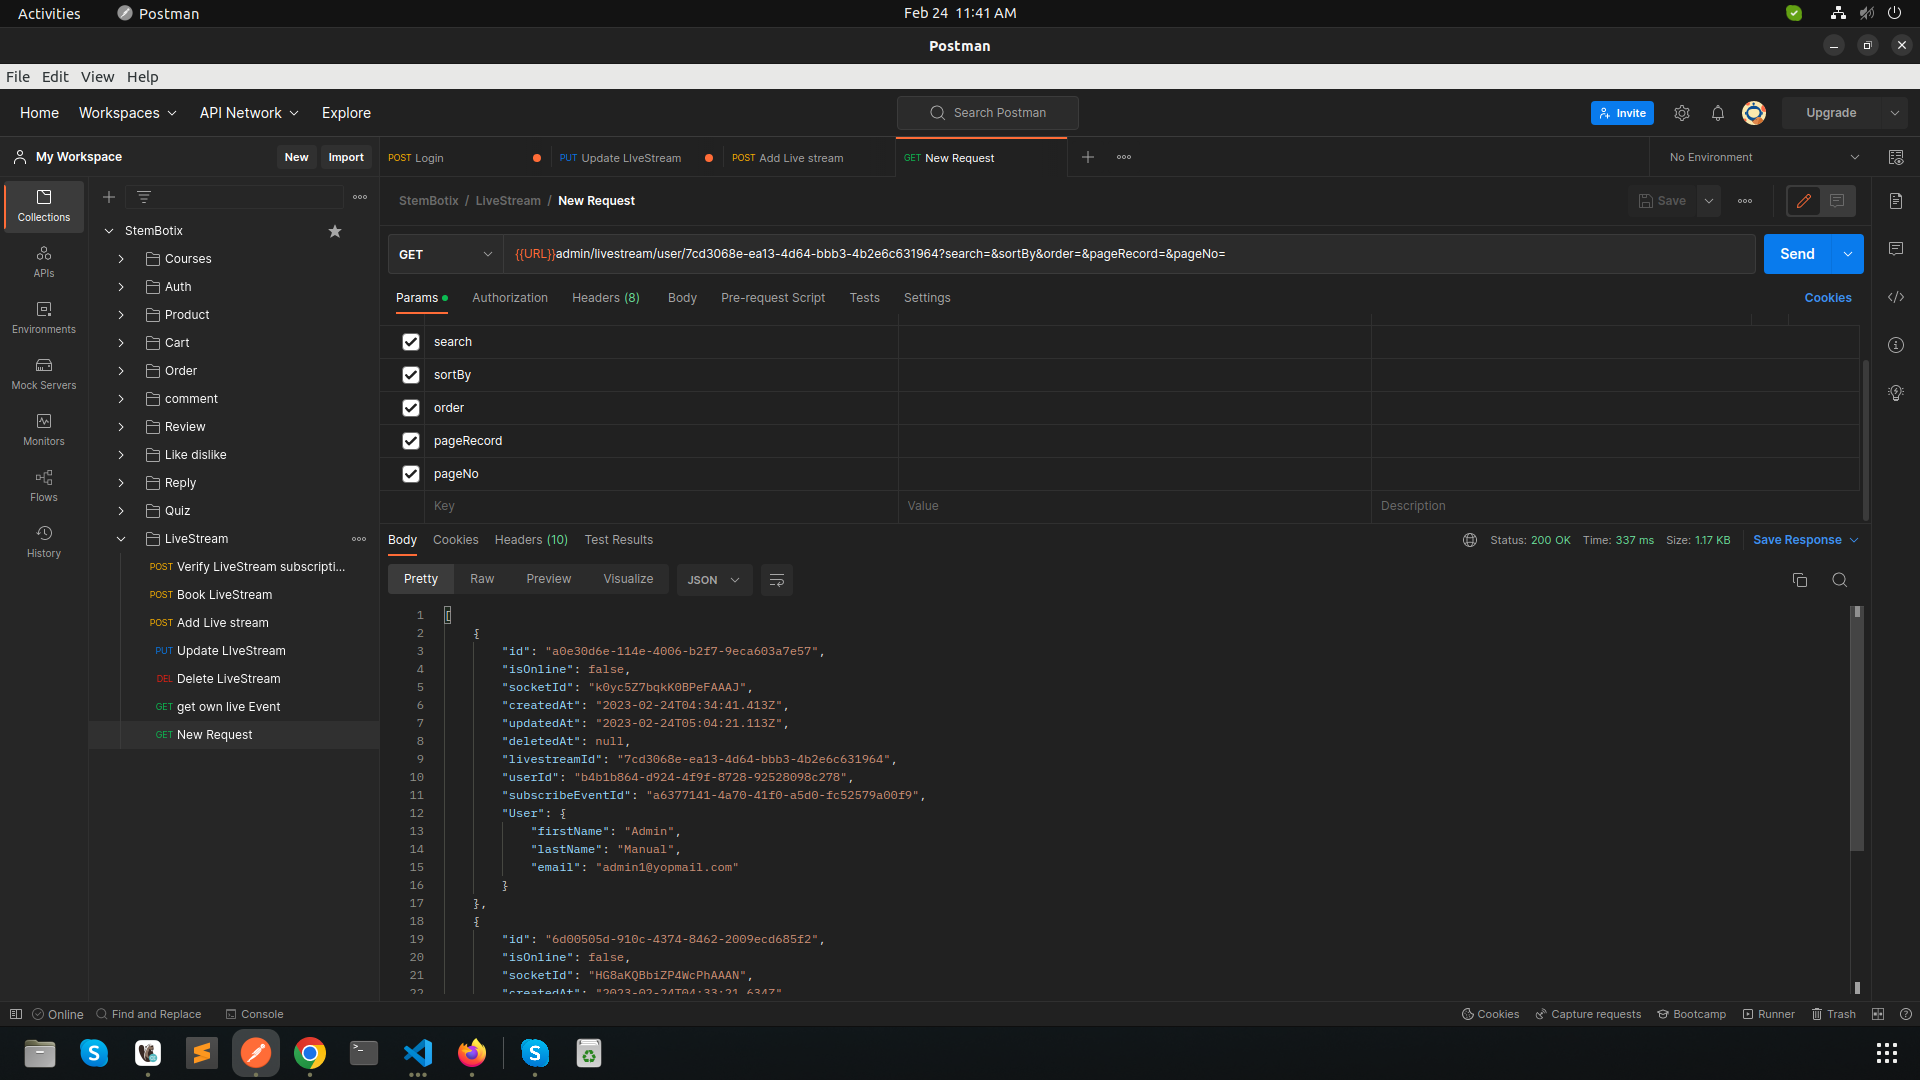 Activities
Postman
Feb 24 11:41 AM
Postman
File Edit View Help
Home Workspaces API Network Explore
Search Postman
Invite
Upgrade
My Workspace
New Import
POST Login
PUT Update LIveStream
POST Add Live stream
GET New Request
No Environment
Collections
APIs
Environments
Mock Servers
Monitors
Flows
History
StemBotix
Courses
Auth
Product
Cart
Order
comment
Review
Like dislike
Reply
Quiz
LiveStream
POST Verify LiveStream subscripti...
POST Book LiveStream
POST Add Live stream
PUT Update LIveStream
DEL Delete LiveStream
GET get own live Event
GET New Request
StemBotix / LiveStream / New Request
Save
GET
{{URL}}admin/livestream/user/7cd3068e-ea13-4d64-bbb3-4b2e6c631964?search=&sortBy&order=&pageRecord=&pageNo=
Send
Params Authorization Headers (8) Body Pre-request Script Tests Settings
Cookies
search
sortBy
order
pageRecord
pageNo
Key Value Description
Body Cookies Headers (10) Test Results
Status: 200 OK Time: 337 ms Size: 1.17 KB Save Response
Pretty Raw Preview Visualize JSON
1 [
2 {
3 "id": "a0e30d6e-114e-4006-b2f7-9eca603a7e57",
4 "isOnline": false,
5 "socketId": "k0yc5Z7bqkK0BPeFAAAJ",
6 "createdAt": "2023-02-24T04:34:41.413Z",
7 "updatedAt": "2023-02-24T05:04:21.113Z",
8 "deletedAt": null,
9 "livestreamId": "7cd3068e-ea13-4d64-bbb3-4b2e6c631964",
10 "userId": "b4b1b864-d924-4f9f-8728-92528098c278",
11 "subscribeEventId": "a6377141-4a70-41f0-a5d0-fc52579a00f9",
12 "User": {
13 "firstName": "Admin",
14 "lastName": "Manual",
15 "email": "admin1@yopmail.com"
16 }
17 },
18 {
19 "id": "6d00505d-910c-4374-8462-2009ecd685f2",
20 "isOnline": false,
21 "socketId": "HG8aKQBbiZP4WcPhAAAN",
22 "createdAt": "2023-02-24T04:33:21.634Z"
Online Find and Replace Console
Cookies Capture requests Bootcamp Runner Trash